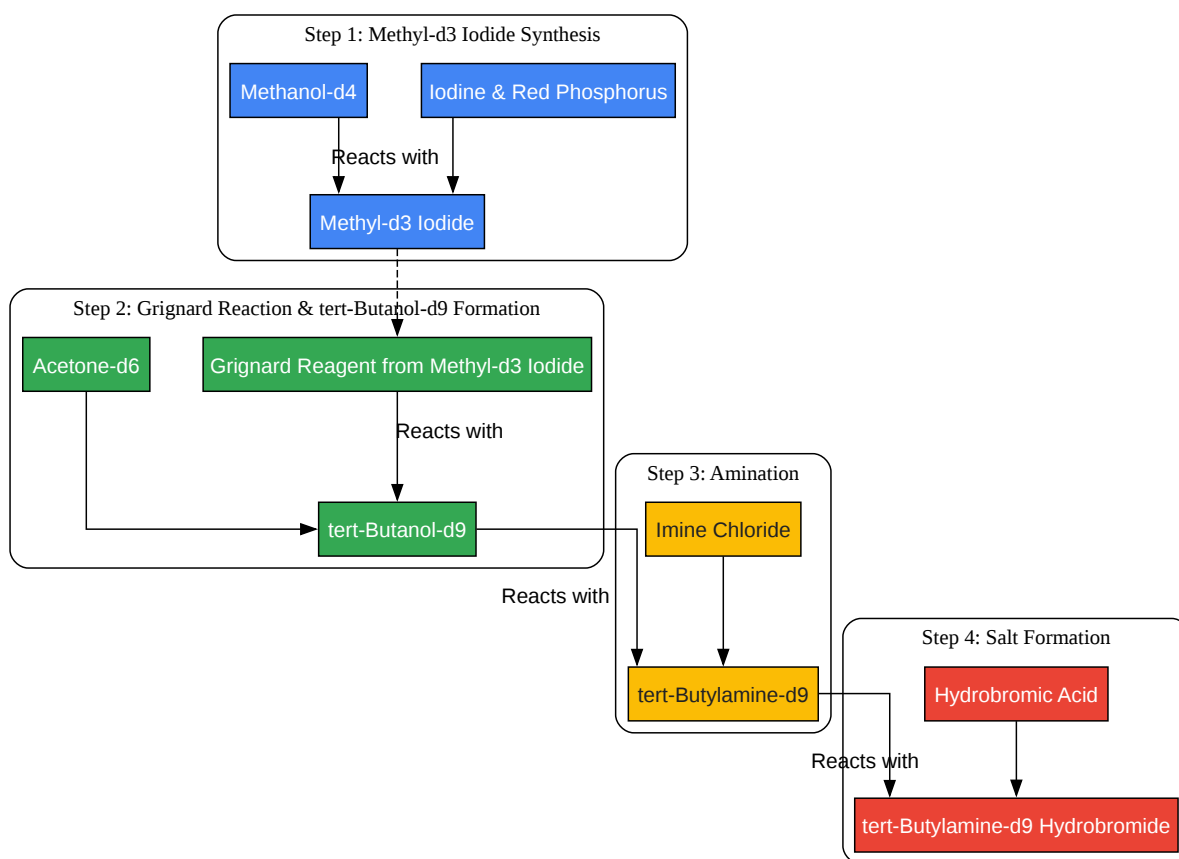 Step 1: Methyl-d3 Iodide Synthesis
Methanol-d4
Iodine & Red Phosphorus
Reacts with
Methyl-d3 Iodide
Step 2: Grignard Reaction & tert-Butanol-d9 Formation
Acetone-d6
Grignard Reagent from Methyl-d3 Iodide
Reacts with
tert-Butanol-d9
Step 3: Amination
Imine Chloride
Reacts with
tert-Butylamine-d9
Step 4: Salt Formation
Hydrobromic Acid
Reacts with
tert-Butylamine-d9 Hydrobromide